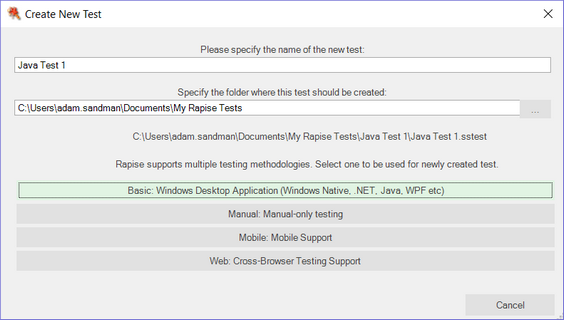 Create New Test
Please specify the name of the new test:
Java Test 1
Specify the folder where this test should be created:
C:\Users\adam.sandman\Documents\My Rapise Tests
...
C:\Users\adam.sandman\Documents\My Rapise Tests\Java Test 1\Java Test 1.sstest
Rapise supports multiple testing methodologies. Select one to be used for newly created test.
Basic: Windows Desktop Application (Windows Native, .NET, Java, WPF etc)
Manual: Manual-only testing
Mobile: Mobile Support
Web: Cross-Browser Testing Support
Cancel